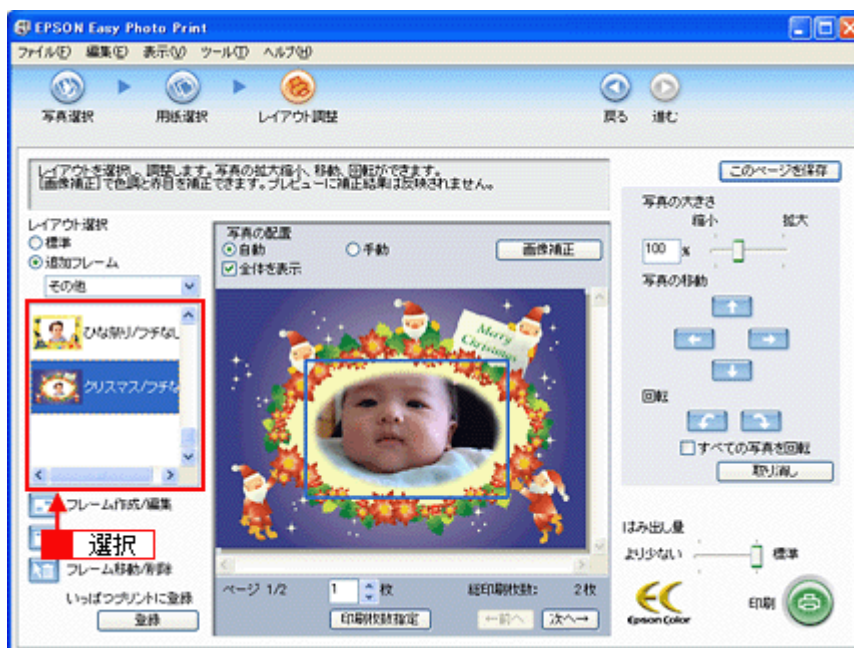 EPSON Easy Photo Print
ファイル(F) 編集(E) 表示(V) ツール(T) ヘルプ(H)
写真選択 用紙選択 レイアウト調整 戻る 進む
レイアウトを選択し、調整します。写真の拡大縮小、移動、回転ができます。
[画像補正]で色調と赤目を補正できます。プレビューに補正結果は反映されません。
このページを保存
レイアウト選択
標準
追加フレーム
その他
ひな祭り/フチなし
クリスマス/フチな
選択
フレーム作成/編集
フレーム移動/削除
いっぱつプリントに登録
登録
写真の配置
自動 手動 画像補正
全体を表示
Merry
Christmas
ページ 1/2 1 枚 総印刷枚数: 2枚
印刷枚数指定 ←前へ 次へ→
写真の大きさ
縮小 拡大
100 %
写真の移動
回転
すべての写真を回転
取り消し
はみ出し量
より少ない 標準
Epson Color
印刷